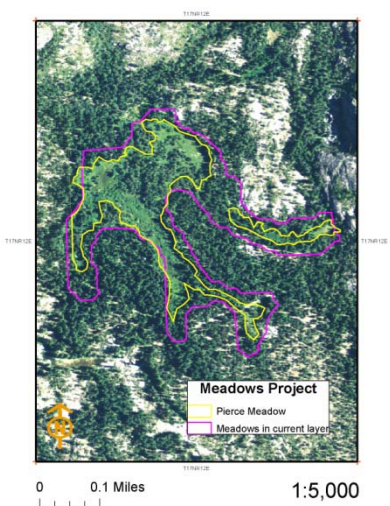 T17NR12E
T17NR12E
T17NR12E
Meadows Project
Pierce Meadow
Meadows in current layer
N
T17NR12E
0 0.1 Miles
1:5,000